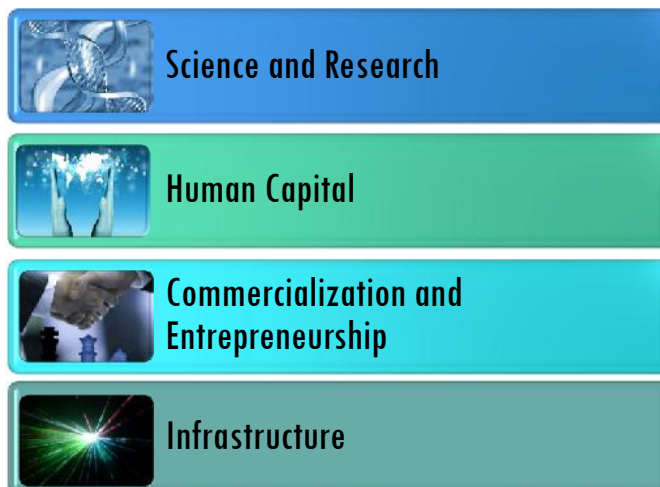 Science and Research
Human Capital
Commercialization and
Entrepreneurship
Infrastructure